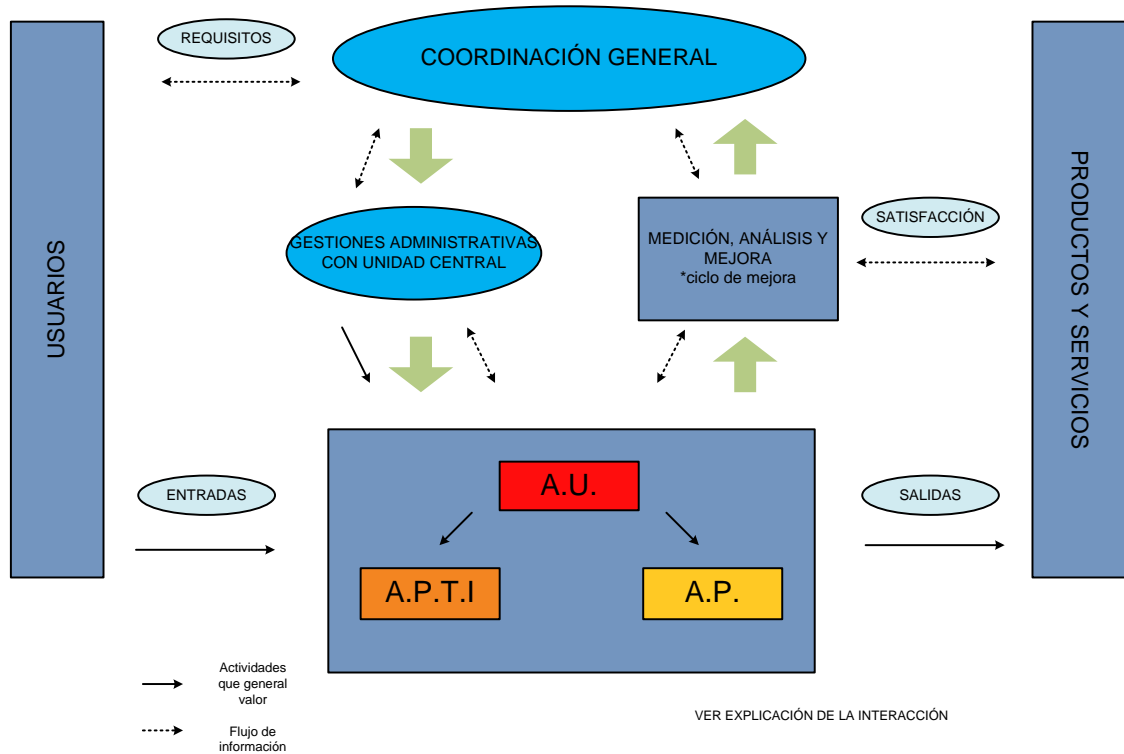 REQUISITOS
COORDINACIÓN GENERAL
USUARIOS
GESTIONES ADMINISTRATIVAS
CON UNIDAD CENTRAL
MEDICIÓN, ANÁLISIS Y
MEJORA
*ciclo de mejora
SATISFACCIÓN
PRODUCTOS Y SERVICIOS
ENTRADAS
A.U.
A.P.T.I
A.P.
SALIDAS
Actividades
que general
valor
Flujo de
información
VER EXPLICACIÓN DE LA INTERACCIÓN